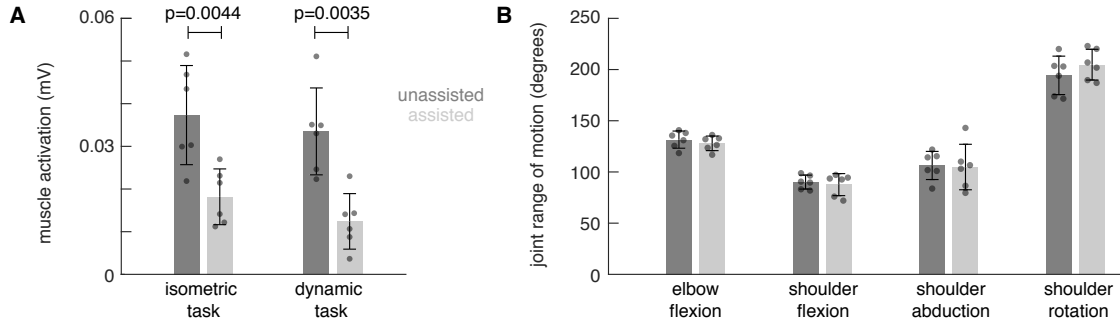 A
p=0.0044
p=0.0035
0.06
0.03
0
muscle activation (mV)
unassisted
assisted
isometric
task
dynamic
task
B
250
200
150
100
50
0
joint range of motion (degrees)
elbow
flexion
shoulder
flexion
shoulder
abduction
shoulder
rotation